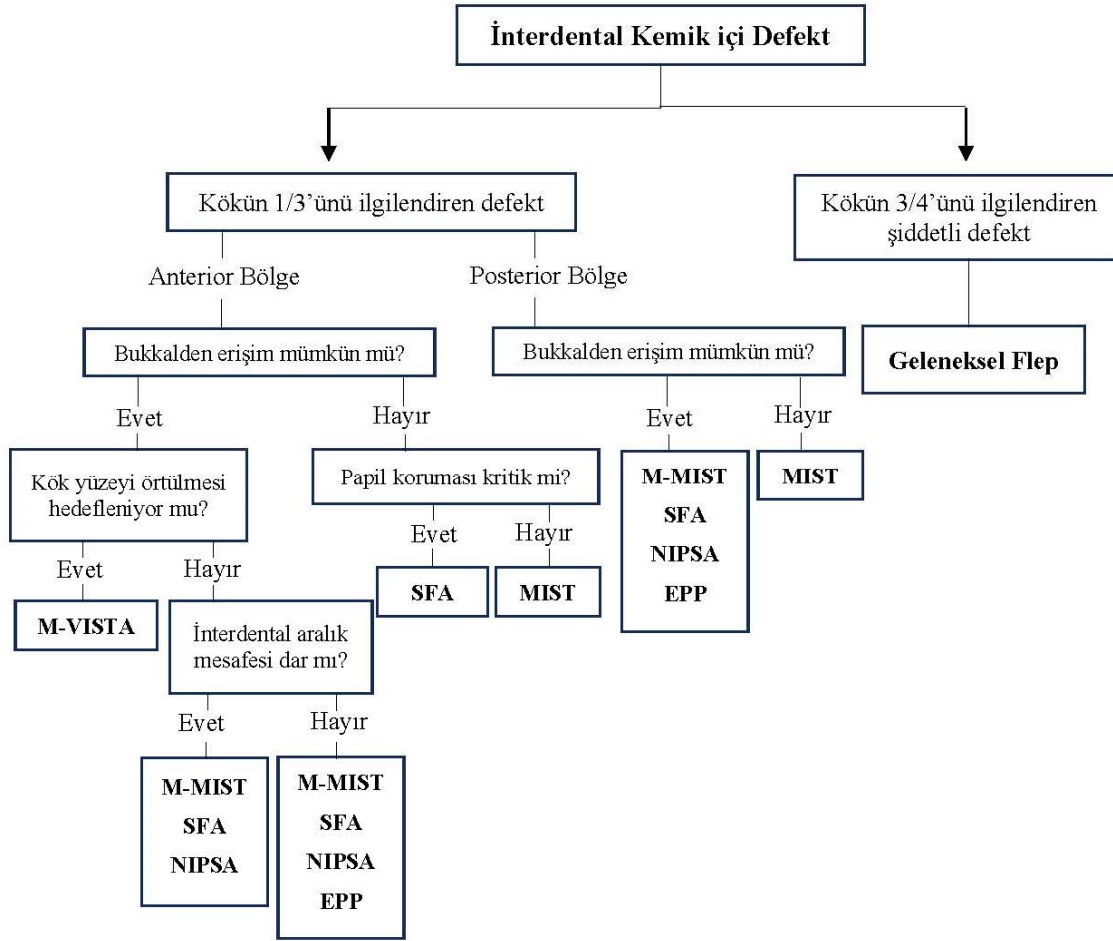 İnterdental Kemik içi Defekt
Kökün 1/3’ünü ilgilendiren defekt
Kökün 3/4’ünü ilgilendiren
şiddetli defekt
Anterior Bölge
Posterior Bölge
Bukkalden erişim mümkün mü?
Bukkalden erişim mümkün mü?
Geleneksel Flep
Evet
Hayır
Evet
Hayır
Kök yüzeyi örtülmesi
hedefleniyor mu?
Papil koruması kritik mi?
M-MIST
SFA
NIPSA
EPP
MIST
Evet
Hayır
Evet
Hayır
M-VISTA
İnterdental aralık
mesafesi dar mı?
SFA
MIST
Evet
Hayır
M-MIST
SFA
NIPSA
M-MIST
SFA
NIPSA
EPP